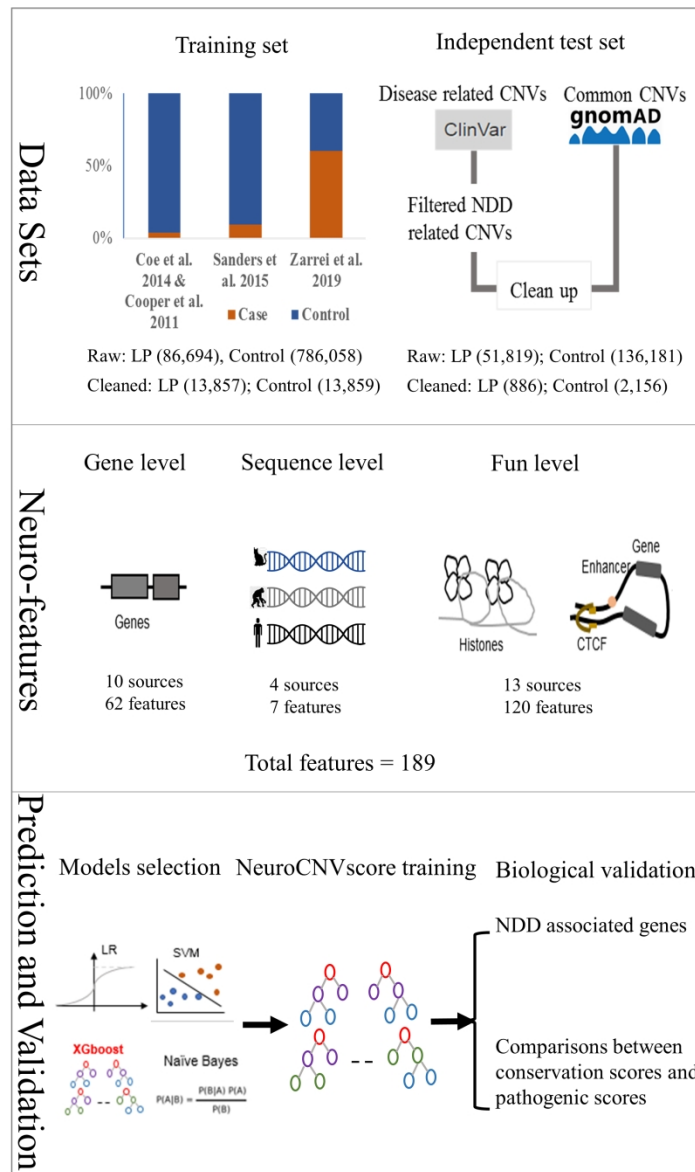 Data Sets
Training set
100%
50%
0%
Coe et al.
2014 &
Cooper et al.
2011
Sanders
et al. 2015
Zarrei et al.
2019
Case
Control
Raw: LP (86,694), Control (786,058)
Cleaned: LP (13,857); Control (13,859)
Independent test set
Disease related CNVs
ClinVar
Common CNVs
gnomAD
Filtered NDD
related CNVs
Clean up
Raw: LP (51,819); Control (136,181)
Cleaned: LP (886); Control (2,156)
Neuro-features
Gene level
Genes
10 sources
62 features
Sequence level
4 sources
7 features
Fun level
Histones
Gene
Enhancer
CTCF
13 sources
120 features
Total features = 189
Prediction and Validation
Models selection
LR
SVM
XGboost
Naïve Bayes
P(A|B) = P(B|A) P(A)
P(B)
NeuroCNVscore training
Biological validation
NDD associated genes
Comparisons between
conservation scores and
pathogenic scores